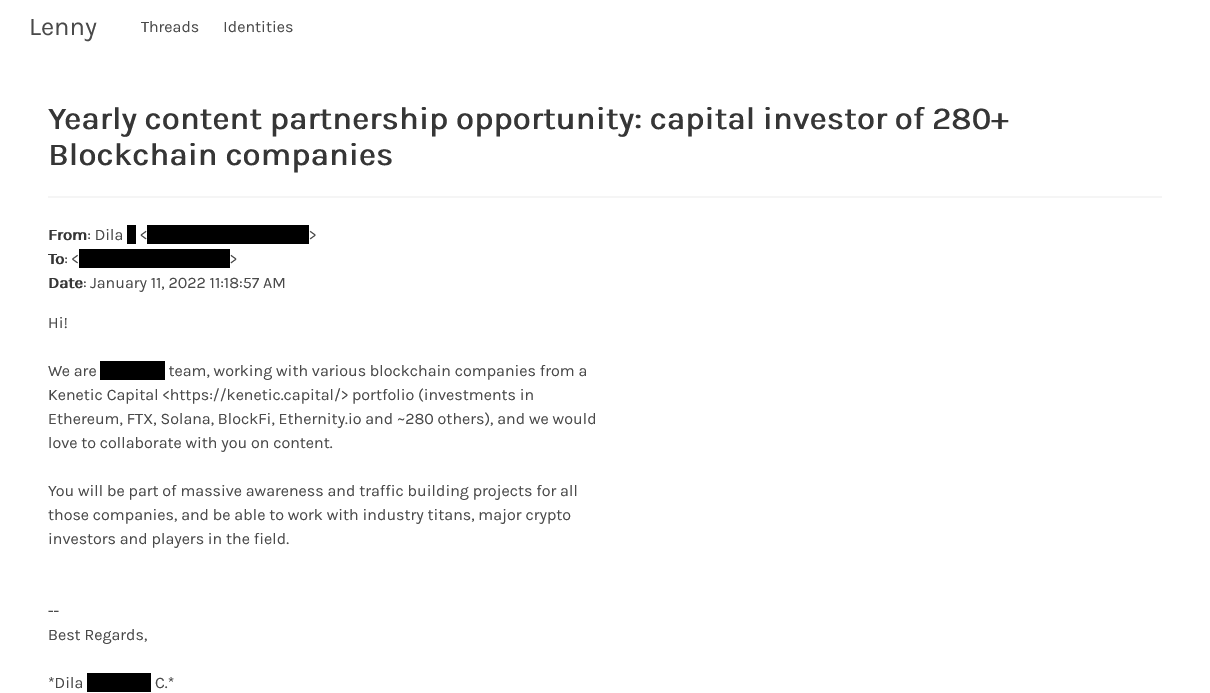 Lenny Threads Identities
Yearly content partnership opportunity: capital investor of 280+
Blockchain companies
From: Dila < >
To: < >
Date: January 11, 2022 11:18:57 AM
Hi!
We are team, working with various blockchain companies from a
Kenetic Capital <https://kenetic.capital/> portfolio (investments in
Ethereum, FTX, Solana, BlockFi, Ethernity.io and ~280 others), and we would
love to collaborate with you on content.
You will be part of massive awareness and traffic building projects for all
those companies, and be able to work with industry titans, major crypto
investors and players in the field.
--
Best Regards,
*Dila C.*